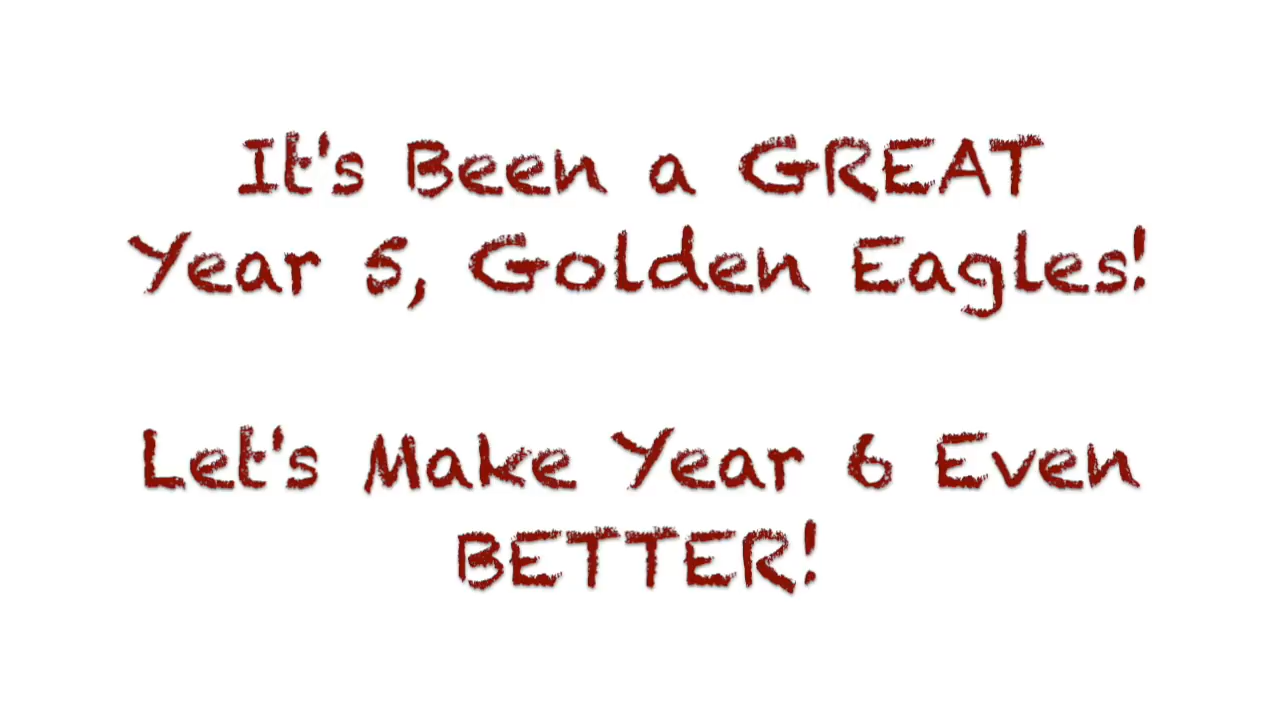 It's Been a GREAT
Year 5, Golden Eagles!
Let's Make Year 6 Even
BETTER!